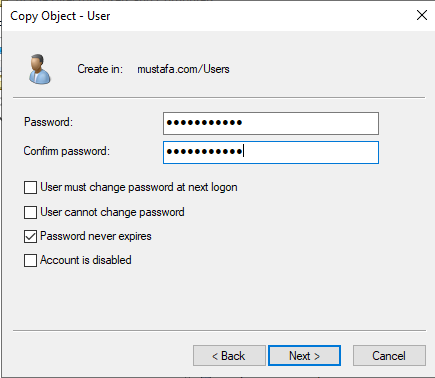 Copy Object - User
Create in: mustafa.com/Users
Password: ●●●●●●●●●●●
Confirm password: ●●●●●●●●●●●
User must change password at next logon
User cannot change password
Password never expires
Account is disabled
< Back Next > Cancel